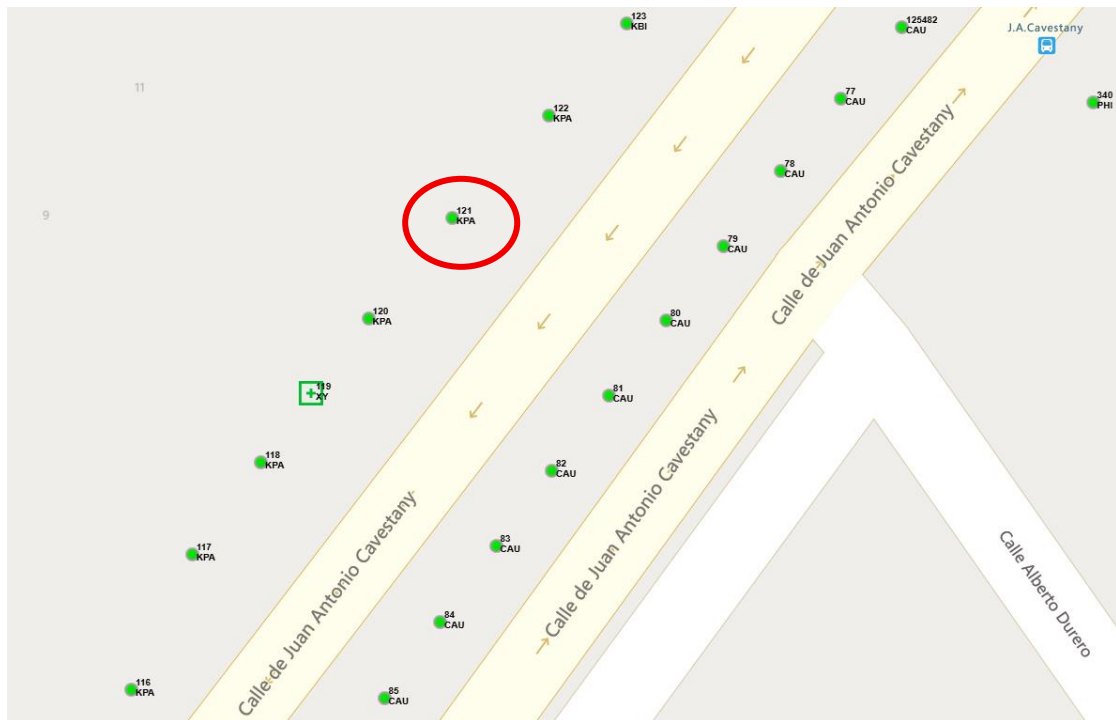 123
KBI
125482
CAU
J.A.Cavestany
11
77
CAU
340
PHI
122
KPA
78
CAU
9
121
KPA
79
CAU
Calle de Juan Antonio Cavestany
120
KPA
80
CAU
119
XY
81
CAU
118
KPA
82
CAU
Calle de Juan Antonio Cavestany
117
KPA
83
CAU
Calle de Juan Antonio Cavestany
Calle Alberto Durero
84
CAU
116
KPA
85
CAU